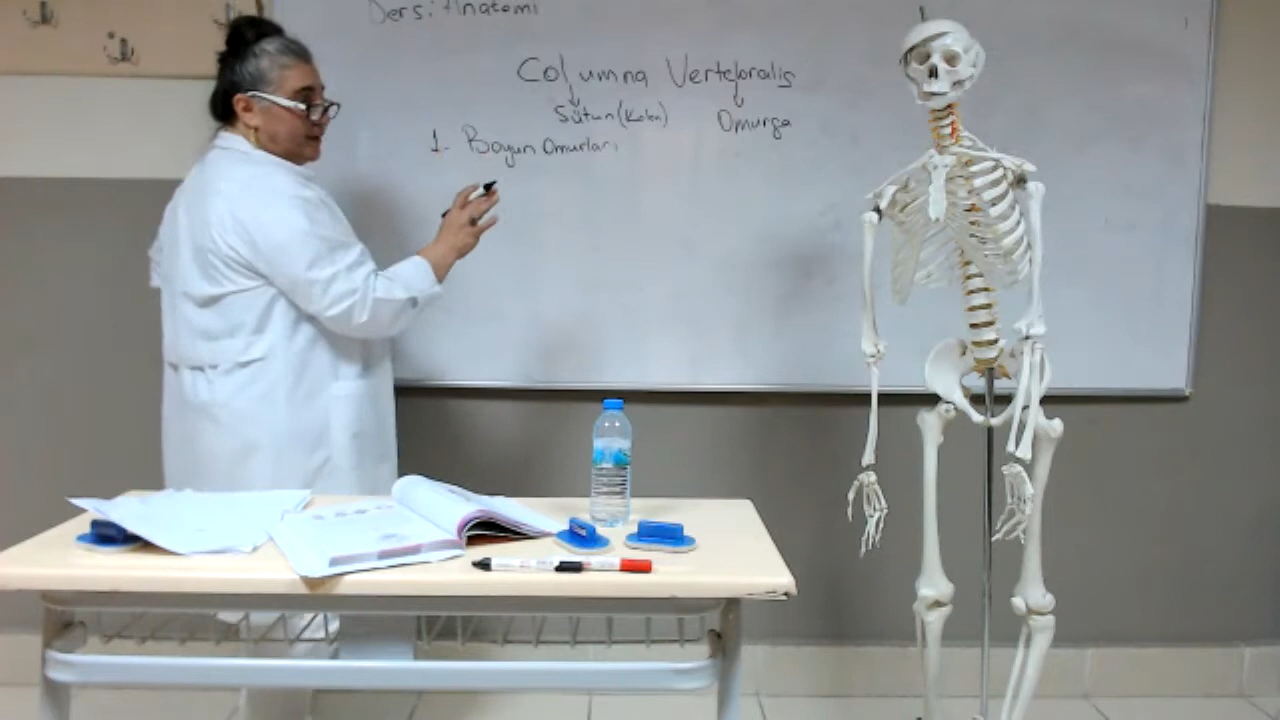 Ders: Anatomi
Columna Vertebralis
Sütun (Kolon) Omurga
1- Boyun Omurları